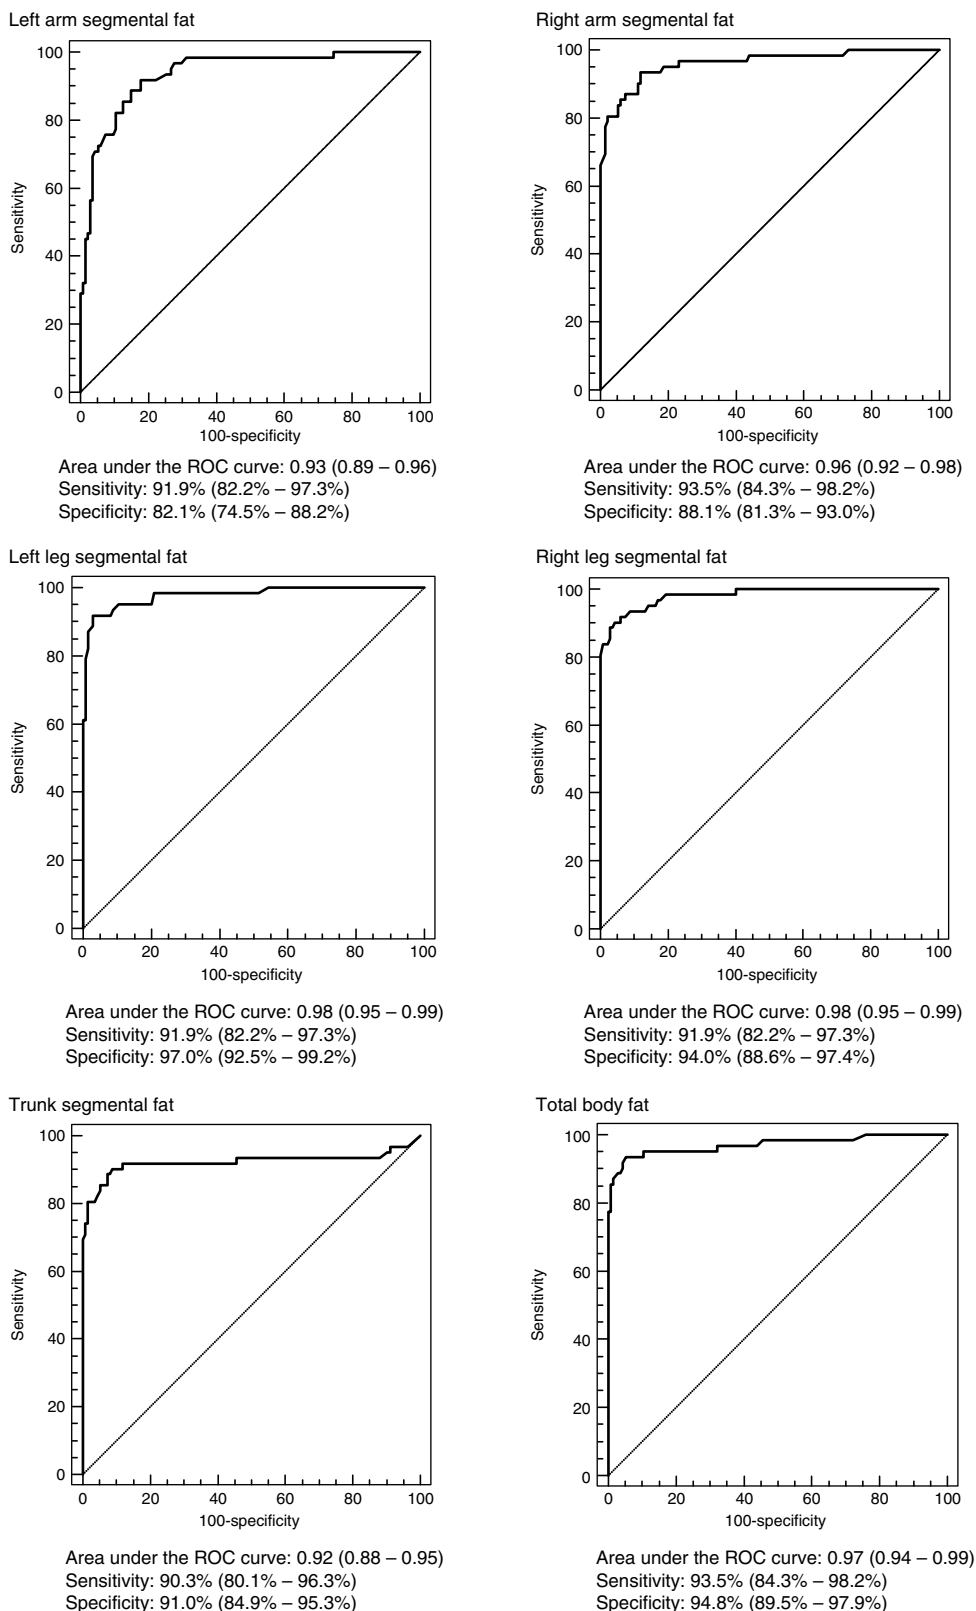 Left arm segmental fat
100
80
60
40
20
0
Sensitivity
0 20 40 60 80 100
100-specificity
Area under the ROC curve: 0.93 (0.89 – 0.96)
Sensitivity: 91.9% (82.2% – 97.3%)
Specificity: 82.1% (74.5% – 88.2%)
Right arm segmental fat
100
80
60
40
20
0
Sensitivity
0 20 40 60 80 100
100-specificity
Area under the ROC curve: 0.96 (0.92 – 0.98)
Sensitivity: 93.5% (84.3% – 98.2%)
Specificity: 88.1% (81.3% – 93.0%)
Left leg segmental fat
100
80
60
40
20
0
Sensitivity
0 20 40 60 80 100
100-specificity
Area under the ROC curve: 0.98 (0.95 – 0.99)
Sensitivity: 91.9% (82.2% – 97.3%)
Specificity: 97.0% (92.5% – 99.2%)
Right leg segmental fat
100
80
60
40
20
0
Sensitivity
0 20 40 60 80 100
100-specificity
Area under the ROC curve: 0.98 (0.95 – 0.99)
Sensitivity: 91.9% (82.2% – 97.3%)
Specificity: 94.0% (88.6% – 97.4%)
Trunk segmental fat
100
80
60
40
20
0
Sensitivity
0 20 40 60 80 100
100-specificity
Area under the ROC curve: 0.92 (0.88 – 0.95)
Sensitivity: 90.3% (80.1% – 96.3%)
Specificity: 91.0% (84.9% – 95.3%)
Total body fat
100
80
60
40
20
0
Sensitivity
0 20 40 60 80 100
100-specificity
Area under the ROC curve: 0.97 (0.94 – 0.99)
Sensitivity: 93.5% (84.3% – 98.2%)
Specificity: 94.8% (89.5% – 97.9%)